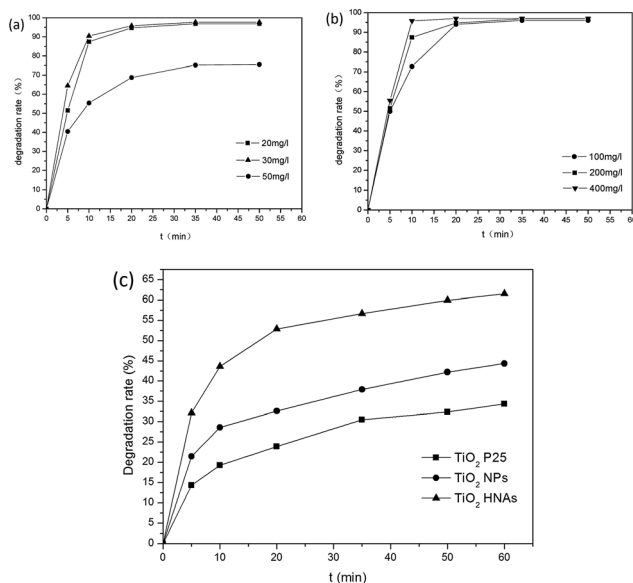 (a)
degradation rate (%)
100
90
80
70
60
50
40
30
20
10
0
0 5 10 15 20 25 30 35 40 45 50 55 60
t (min)
20mg/l
30mg/l
50mg/l
(b)
degradation rate (%)
100
90
80
70
60
50
40
30
20
10
0
0 5 10 15 20 25 30 35 40 45 50 55 60
t (min)
100mg/l
200mg/l
400mg/l
(c)
Degradation rate (%)
65
60
55
50
45
40
35
30
25
20
15
10
5
0
0 10 20 30 40 50 60
t (min)
TiO2 P25
TiO2 NPs
TiO2 HNAs